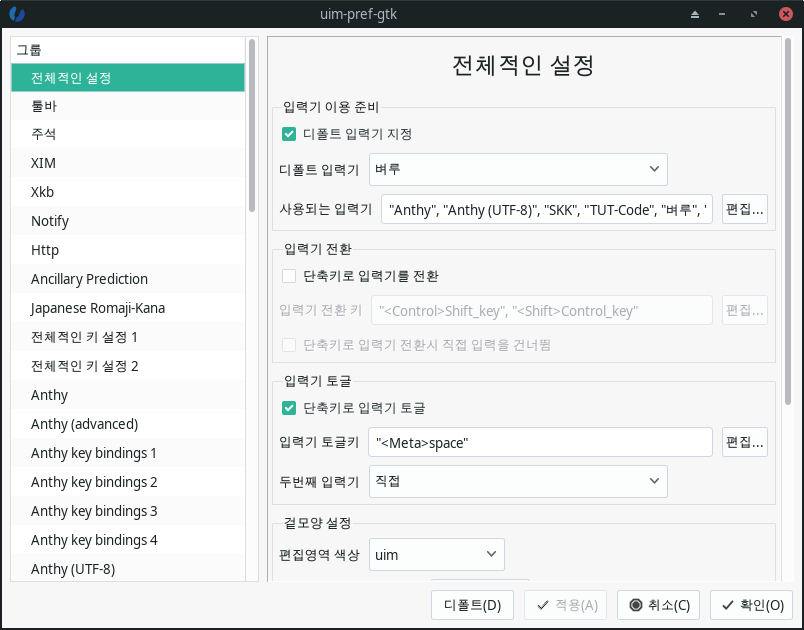 uim-pref-gtk
그룹
전체적인 설정
툴바
주석
XIM
Xkb
Notify
Http
Ancillary Prediction
Japanese Romaji-Kana
전체적인 키 설정 1
전체적인 키 설정 2
Anthy
Anthy (advanced)
Anthy key bindings 1
Anthy key bindings 2
Anthy key bindings 3
Anthy key bindings 4
Anthy (UTF-8)
전체적인 설정
입력기 이용 준비
디폴트 입력기 지정
디폴트 입력기 벼루
사용되는 입력기 "Anthy", "Anthy (UTF-8)", "SKK", "TUT-Code", "벼루", " 편집...
입력기 전환
단축키로 입력기를 전환
입력기 전환 키 "<Control>Shift_key", "<Shift>Control_key" 편집...
단축키로 입력기 전환시 직접 입력을 건너뜀
입력기 토글
단축키로 입력기 토글
입력기 토글키 "<Meta>space" 편집...
두번째 입력기 직접
겉모양 설정
편집영역 색상 uim
디폴트(D) 적용(A) 취소(C) 확인(O)